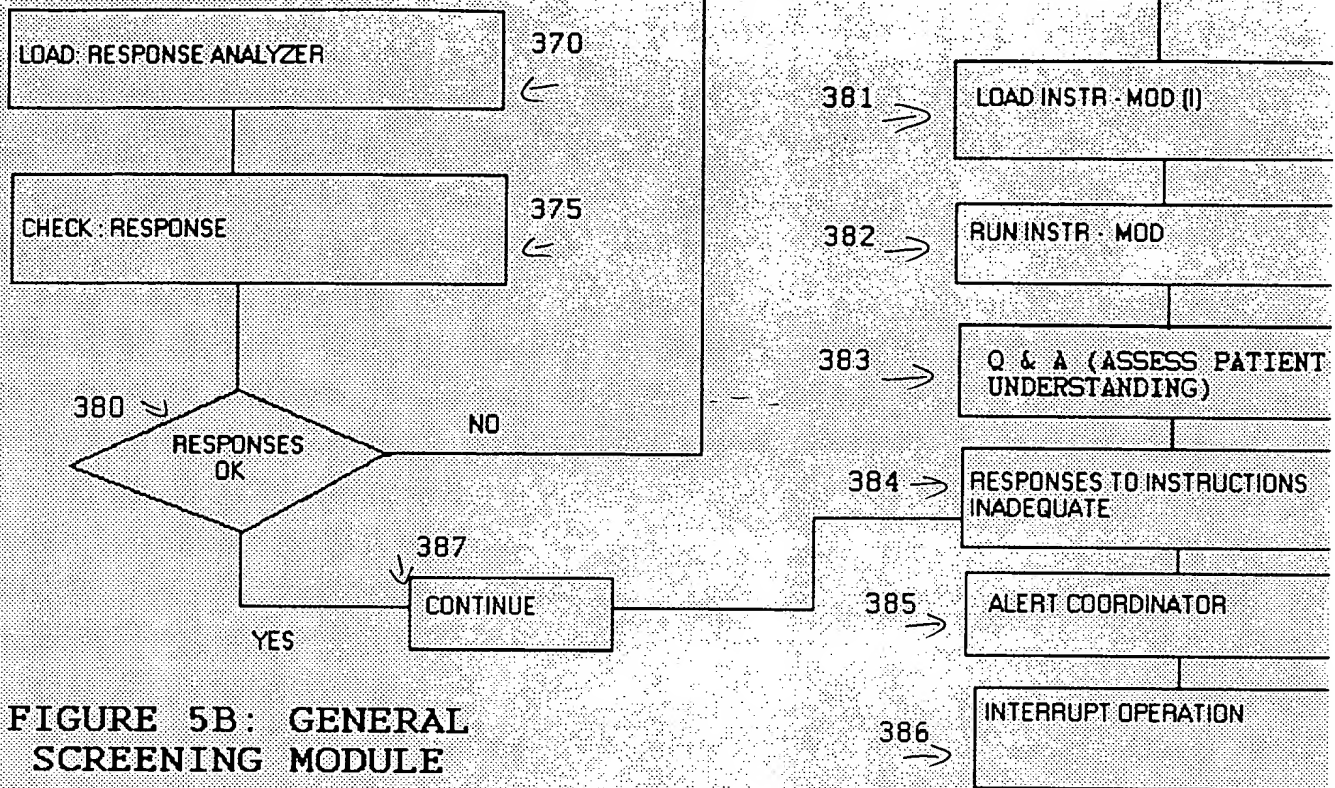 LOAD: RESPONSE ANALYZER
370
CHECK : RESPONSE
375
380
RESPONSES
OK
NO
YES
387
CONTINUE
381
LOAD INSTR - MOD (I)
382
RUN INSTR - MOD
383
Q & A (ASSESS PATIENT
UNDERSTANDING)
384
RESPONSES TO INSTRUCTIONS
INADEQUATE
385
ALERT COORDINATOR
386
INTERRUPT OPERATION
FIGURE 5B: GENERAL
SCREENING MODULE